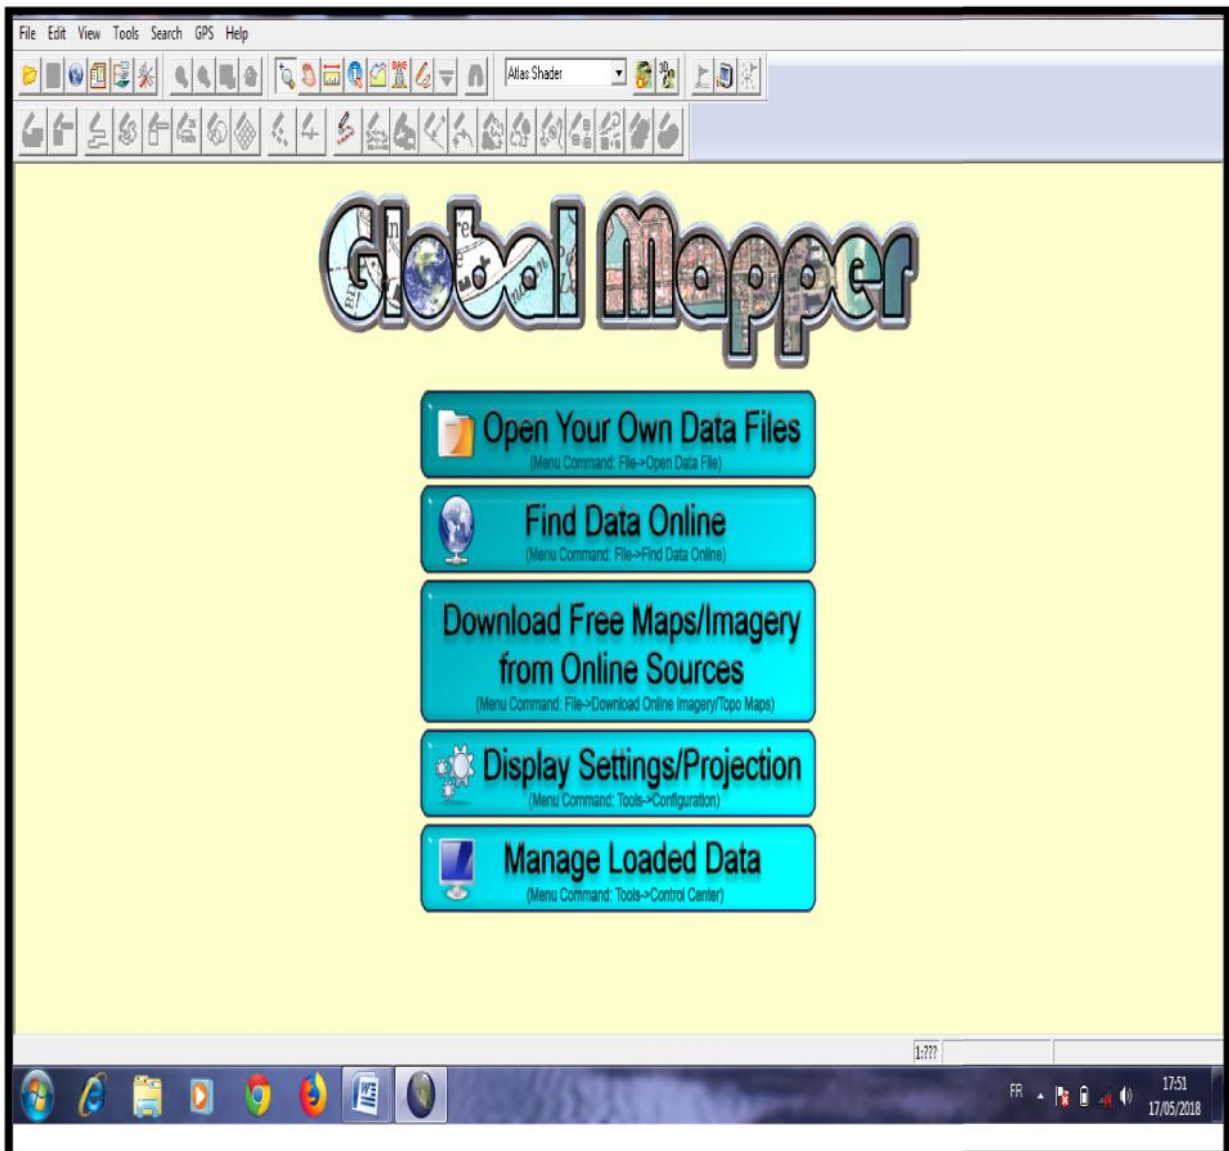 File Edit View Tools Search GPS Help
Atlas Shader
Global Mapper
Open Your Own Data Files
(Menu Command: File->Open Data File)
Find Data Online
(Menu Command: File->Find Data Online)
Download Free Maps/Imagery
from Online Sources
(Menu Command: File->Download Online Imagery/Topo Maps)
Display Settings/Projection
(Menu Command: Tools->Configuration)
Manage Loaded Data
(Menu Command: Tools->Control Center)
1:???
FR
17:51
17/05/2018